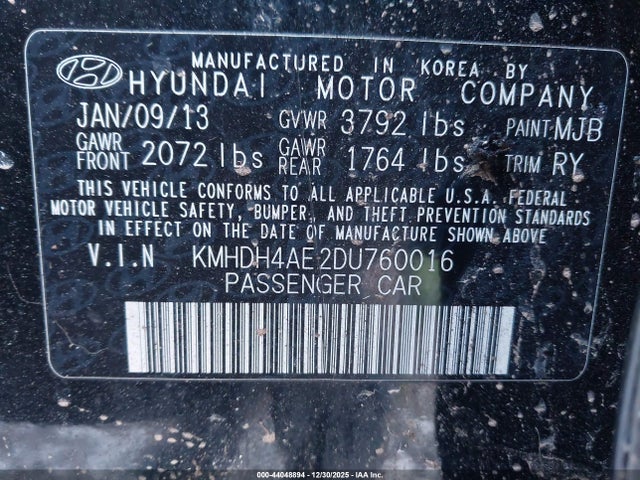 MANUFACTURED IN KOREA BY
HYUNDAI MOTOR COMPANY
JAN/09/13 GVWR 3792 lbs PAINT:MJB
GAWR FRONT 2072 lbs GAWR REAR 1764 lbs TRIM: RY
THIS VEHICLE CONFORMS TO ALL APPLICABLE U.S.A. FEDERAL
MOTOR VEHICLE SAFETY, BUMPER, AND THEFT PREVENTION STANDARDS
IN EFFECT ON THE DATE OF MANUFACTURE SHOWN ABOVE.
V.I.N KMHDH4AE2DU760016
PASSENGER CAR
000-44048894 - 12/30/2025 - IAA Inc.